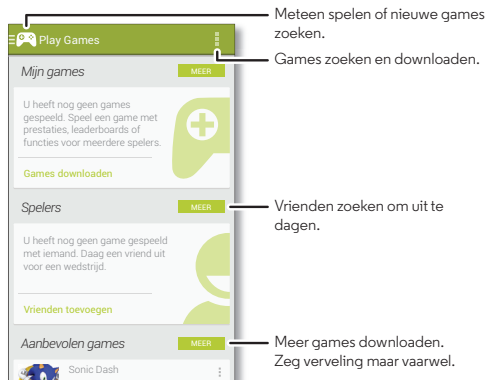 Meteen spelen of nieuwe games
zoeken.
Play Games
Games zoeken en downloaden.
Mijn games
MEER
U heeft nog geen games
gespeeld. Speel een game met
prestaties, leaderboards of
functies voor meerdere spelers.
Games downloaden
Spelers
MEER
Vrienden zoeken om uit te
dagen.
U heeft nog geen game gespeeld
met iemand. Daag een vriend uit
voor een wedstrijd.
Vrienden toevoegen
Aanbevolen games
MEER
Meer games downloaden.
Zeg verveling maar vaarwel.
Sonic Dash